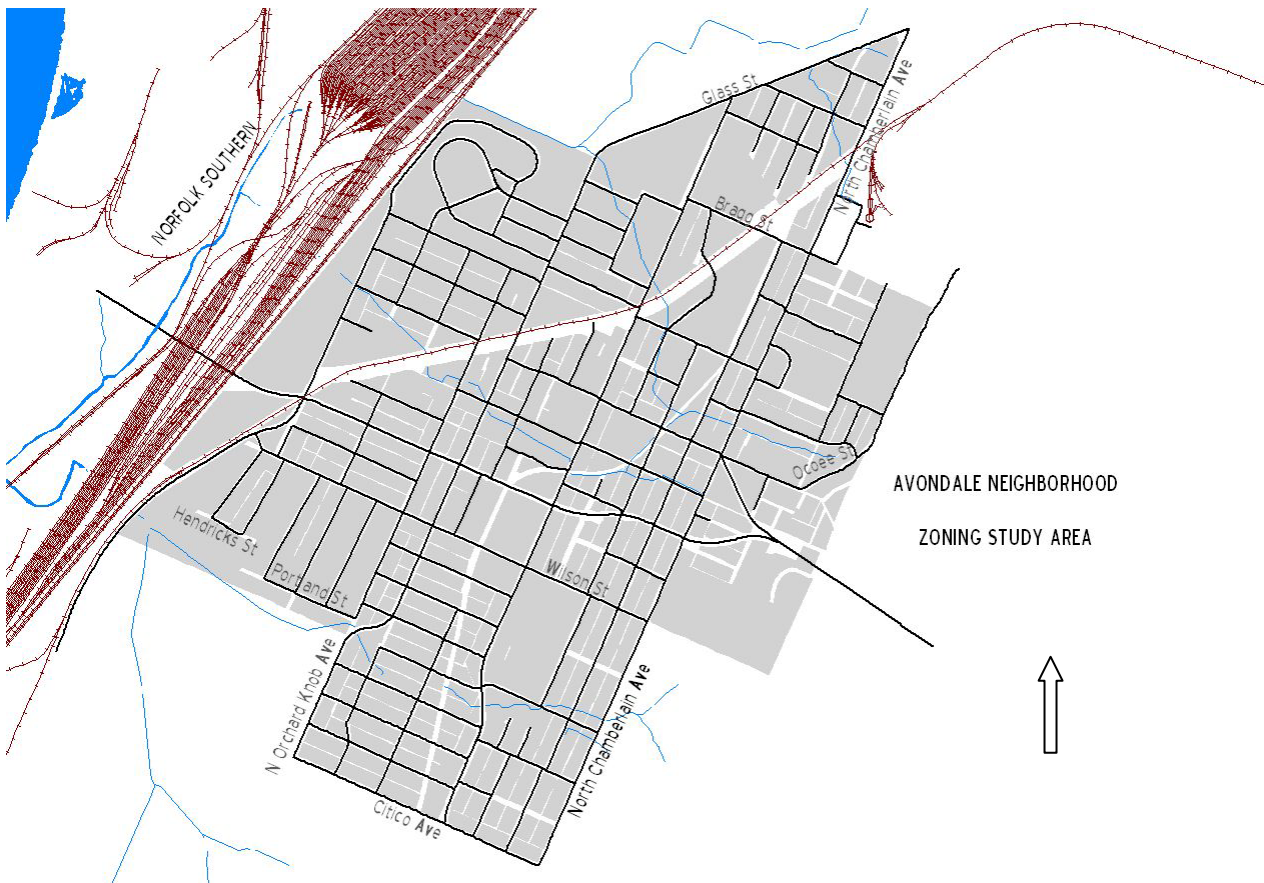 Glass St
North Chamberlain Ave
NORFOLK SOUTHERN
Bragg St
Ocoee St
AVONDALE NEIGHBORHOOD
ZONING STUDY AREA
Hendricks St
Portland St
Wilson St
N Orchard Knob Ave
North Chamberlain Ave
Citico Ave